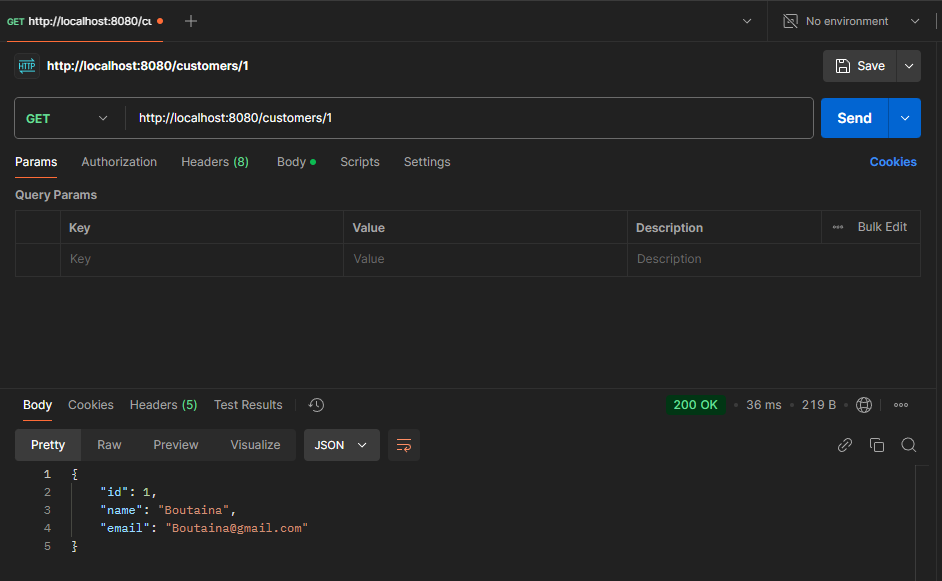 GET http://localhost:8080/cu
No environment
HTTP http://localhost:8080/customers/1
Save
GET http://localhost:8080/customers/1
Send
Params Authorization Headers (8) Body Scripts Settings Cookies
Query Params
Key Value Description Bulk Edit
Key Value Description
Body Cookies Headers (5) Test Results 200 OK 36 ms 219 B
Pretty Raw Preview Visualize JSON
1 {
2 "id": 1,
3 "name": "Boutaina",
4 "email": "Boutaina@gmail.com"
5 }